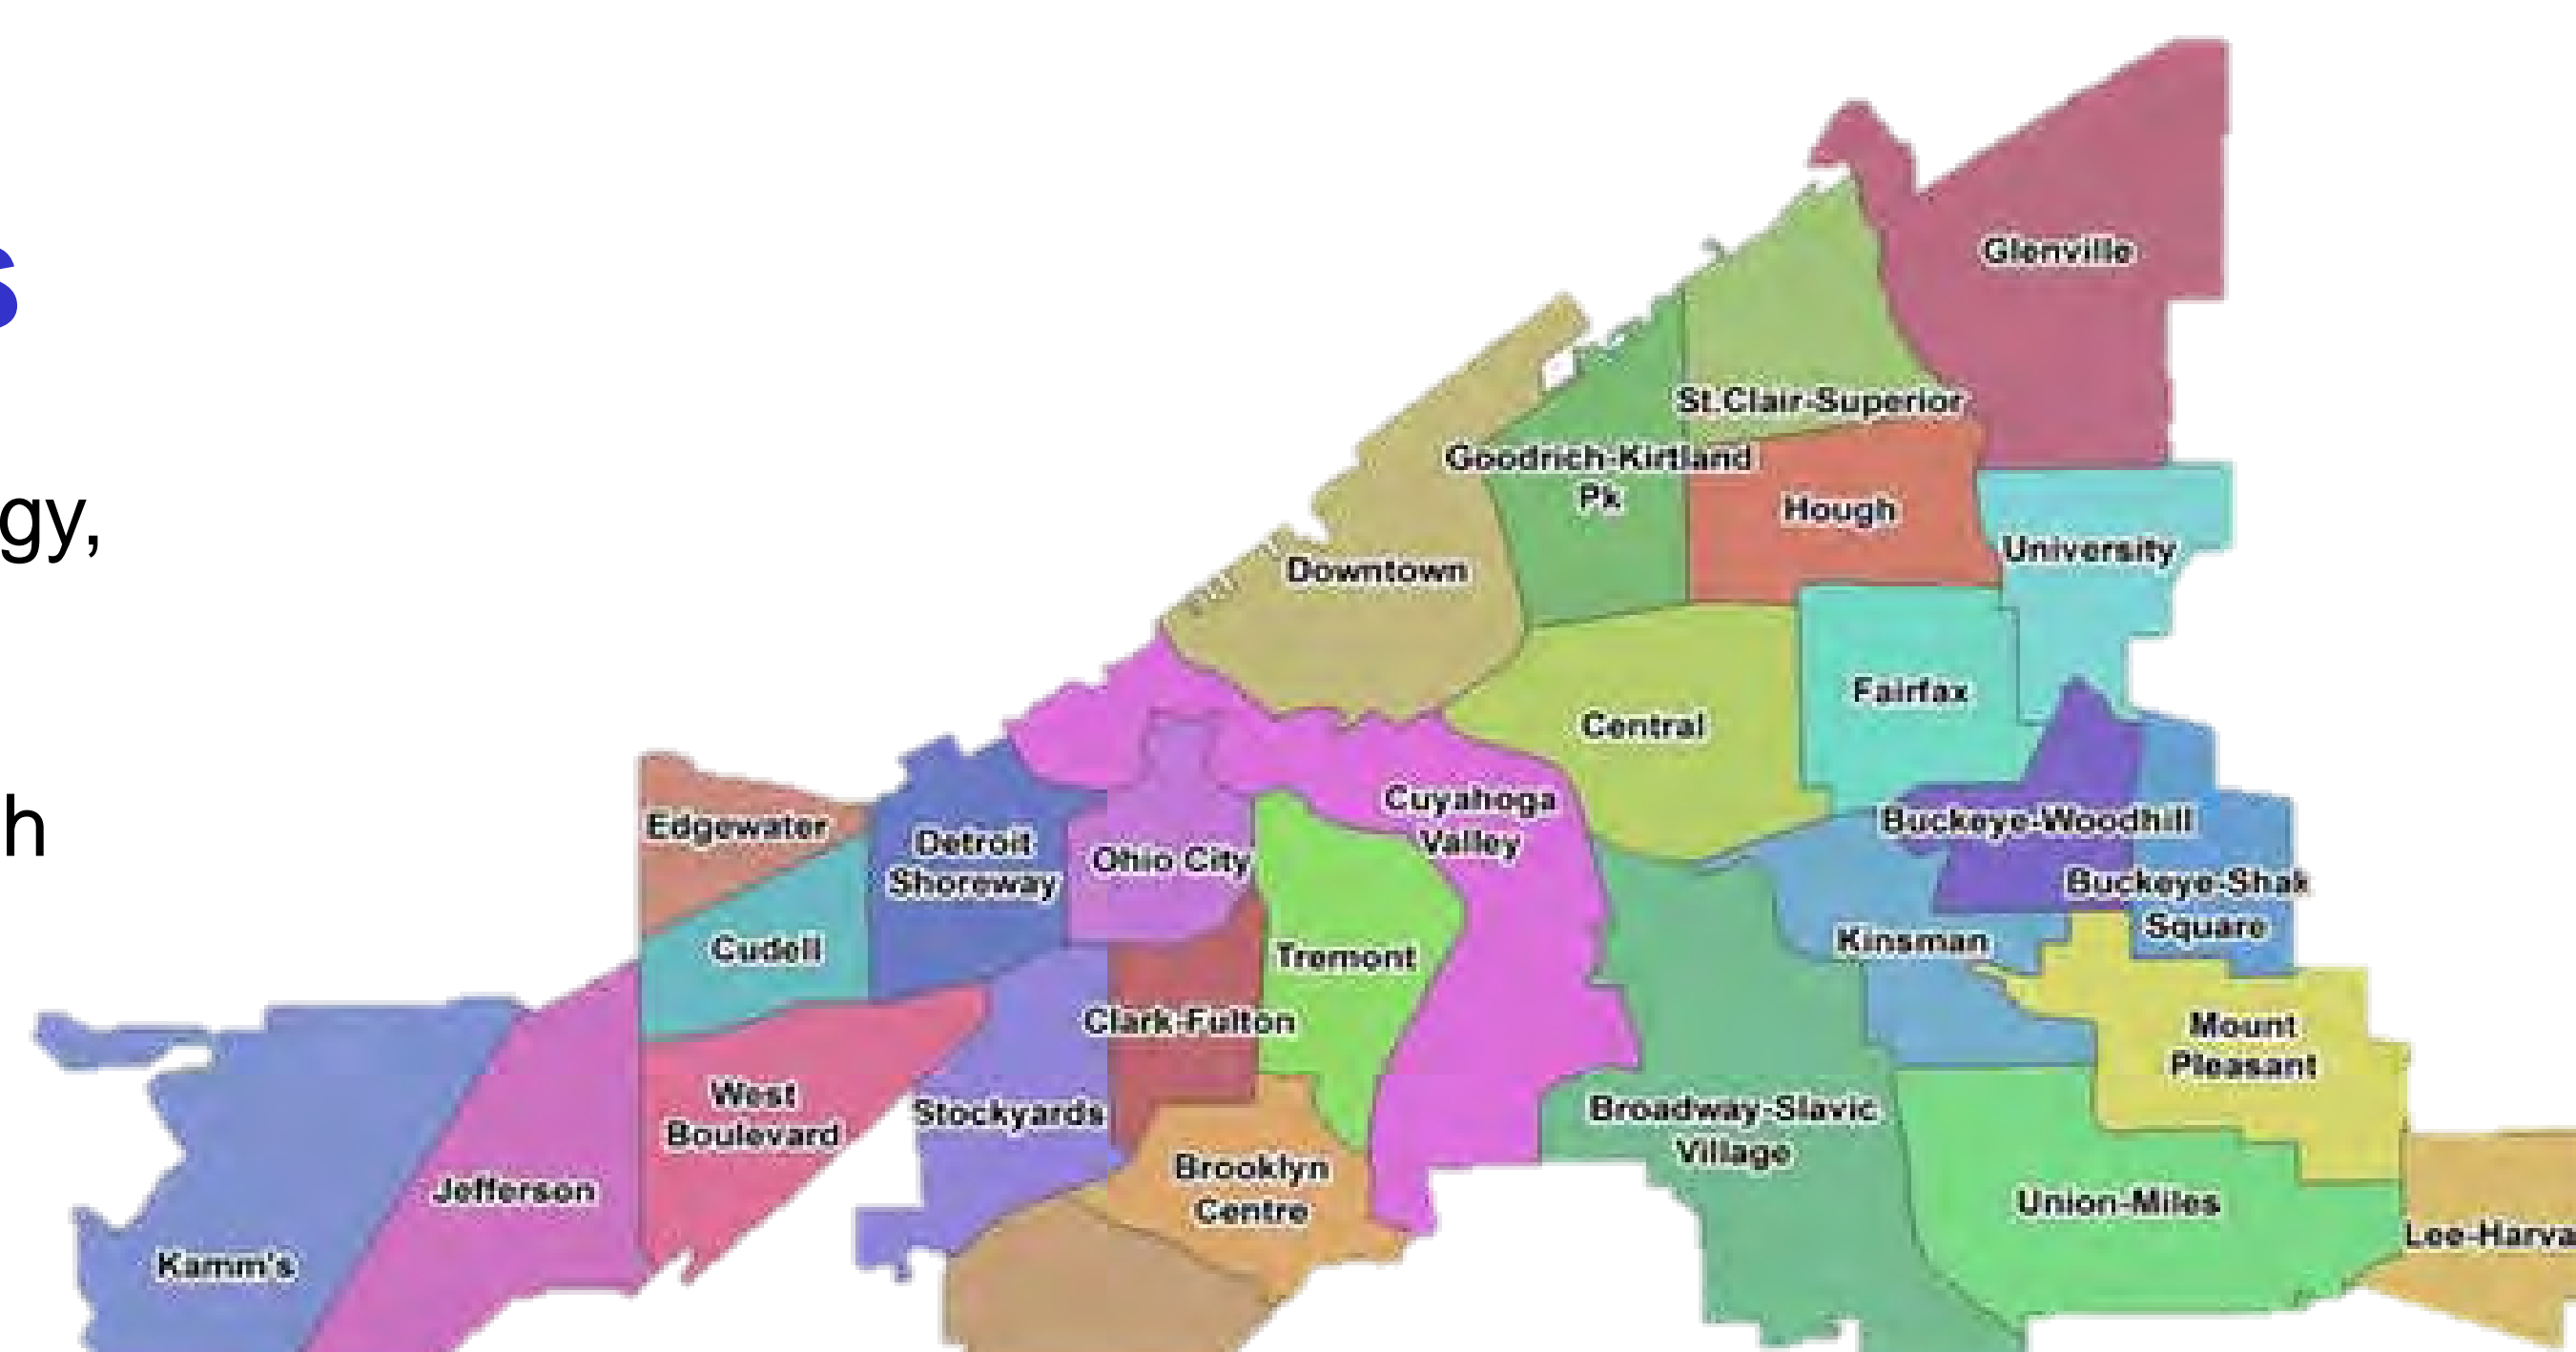 s
gy,
h
Glenville
St.Clair-Superior
Goodrich-Kirtland
Pk
Hough
University
Downtown
Fairfax
Central
Cuyahoga
Valley
Edgewater
Detroit
Shoreway
Ohio City
Buckeye-Woodhill
Buckeye-Shak
Square
Cudell
Tremont
Kinsman
Clark-Fulton
Mount
Pleasant
West
Boulevard
Stockyards
Broadway-Slavic
Village
Brooklyn
Centre
Jefferson
Union-Miles
Lee-Harva
Kamm's